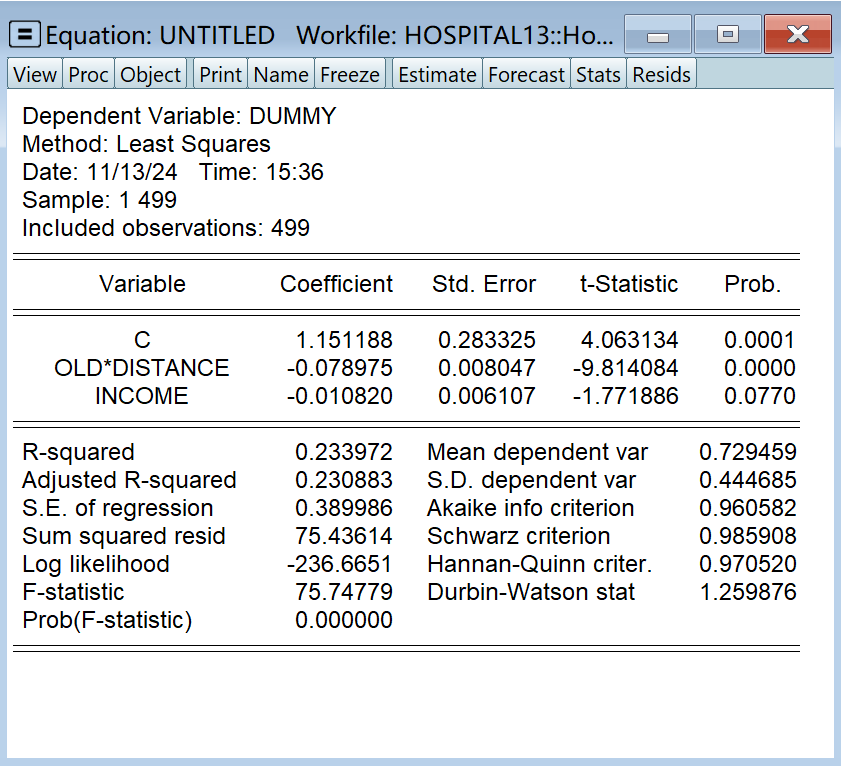 Equation: UNTITLED Workfile: HOSPITAL13::Ho...
View Proc Object Print Name Freeze Estimate Forecast Stats Resids
Dependent Variable: DUMMY
Method: Least Squares
Date: 11/13/24 Time: 15:36
Sample: 1 499
Included observations: 499
Variable Coefficient Std. Error t-Statistic Prob.
C 1.151188 0.283325 4.063134 0.0001
OLD*DISTANCE -0.078975 0.008047 -9.814084 0.0000
INCOME -0.010820 0.006107 -1.771886 0.0770
R-squared 0.233972 Mean dependent var 0.729459
Adjusted R-squared 0.230883 S.D. dependent var 0.444685
S.E. of regression 0.389986 Akaike info criterion 0.960582
Sum squared resid 75.43614 Schwarz criterion 0.985908
Log likelihood -236.6651 Hannan-Quinn criter. 0.970520
F-statistic 75.74779 Durbin-Watson stat 1.259876
Prob(F-statistic) 0.000000